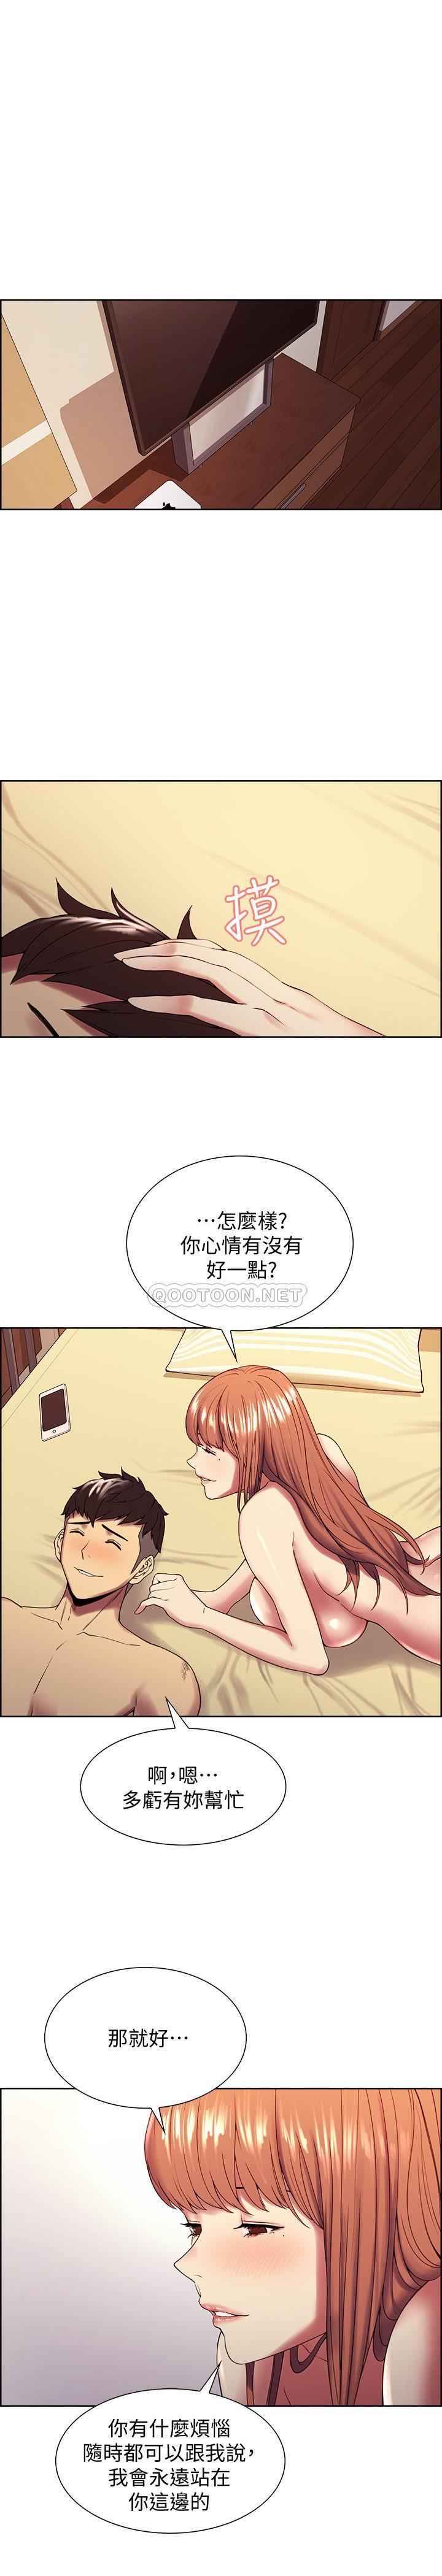 摸
…怎麼樣?
你心情有沒有
好一點?
QOOTOON.NET
啊,嗯…
多虧有妳幫忙
那就好…
你有什麼煩惱
隨時都可以跟我說,
我會永遠站在
你這邊的